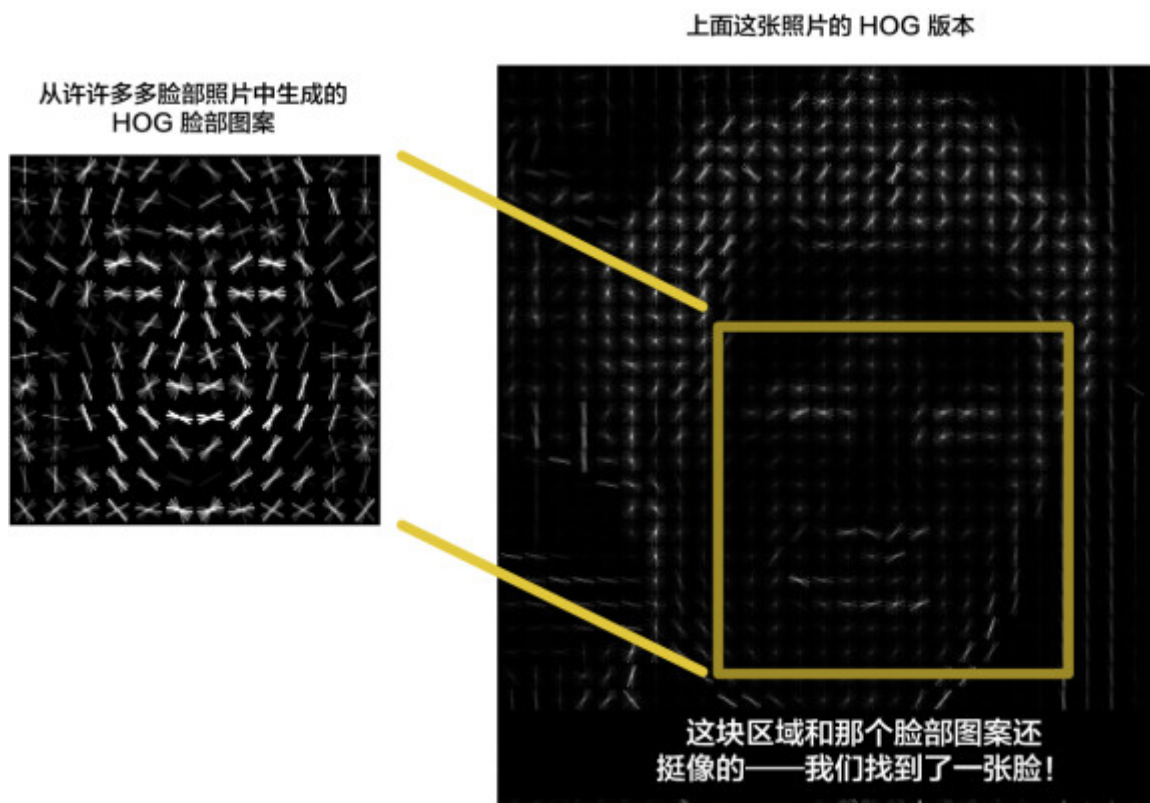 上面这张照片的 HOG 版本
从许许多多脸部照片中生成的
HOG 脸部图案
这块区域和那个脸部图案还
挺像的——我们找到了一张脸！